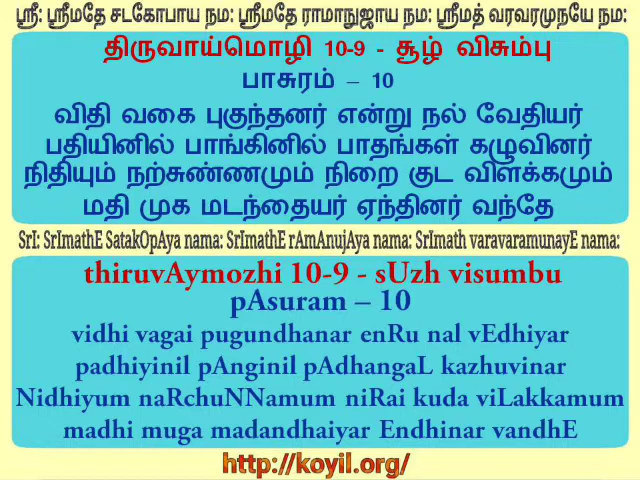 ஸ்ரீ: ஸ்ரீமதே சடகோபாய நம: ஸ்ரீமதே ராமாநுஜாய நம: ஸ்ரீமத் வரவரமுநயே நம:
திருவாய்மொழி 10-9 - சூழ் விசும்பு
பாசுரம் – 10
விதி வகை புகுந்தனர் என்று நல் வேதியர்
பதியினில் பாங்கினில் பாதங்கள் கழுவினர்
நிதியும் நற்சுண்ணமும் நிறை குட விளக்கமும்
மதி முக மடந்தையர் ஏந்தினர் வந்தே
SrI: SrImathE SatakOpAya nama: SrImathE rAmAnujAya nama: SrImath varavaramunayE nama:
thiruvAymozhi 10-9 - sUzh visumbu
pAsuram – 10
vidhi vagai pugundhanar enRu nal vEdhiyar
padhiyinil pAnginil pAdhangaL kazhuvinar
Nidhiyum naRchuNNamum niRai kuda viLakkamum
madhi muga madandhaiyar Endhinar vandhE
http://koyil.org/